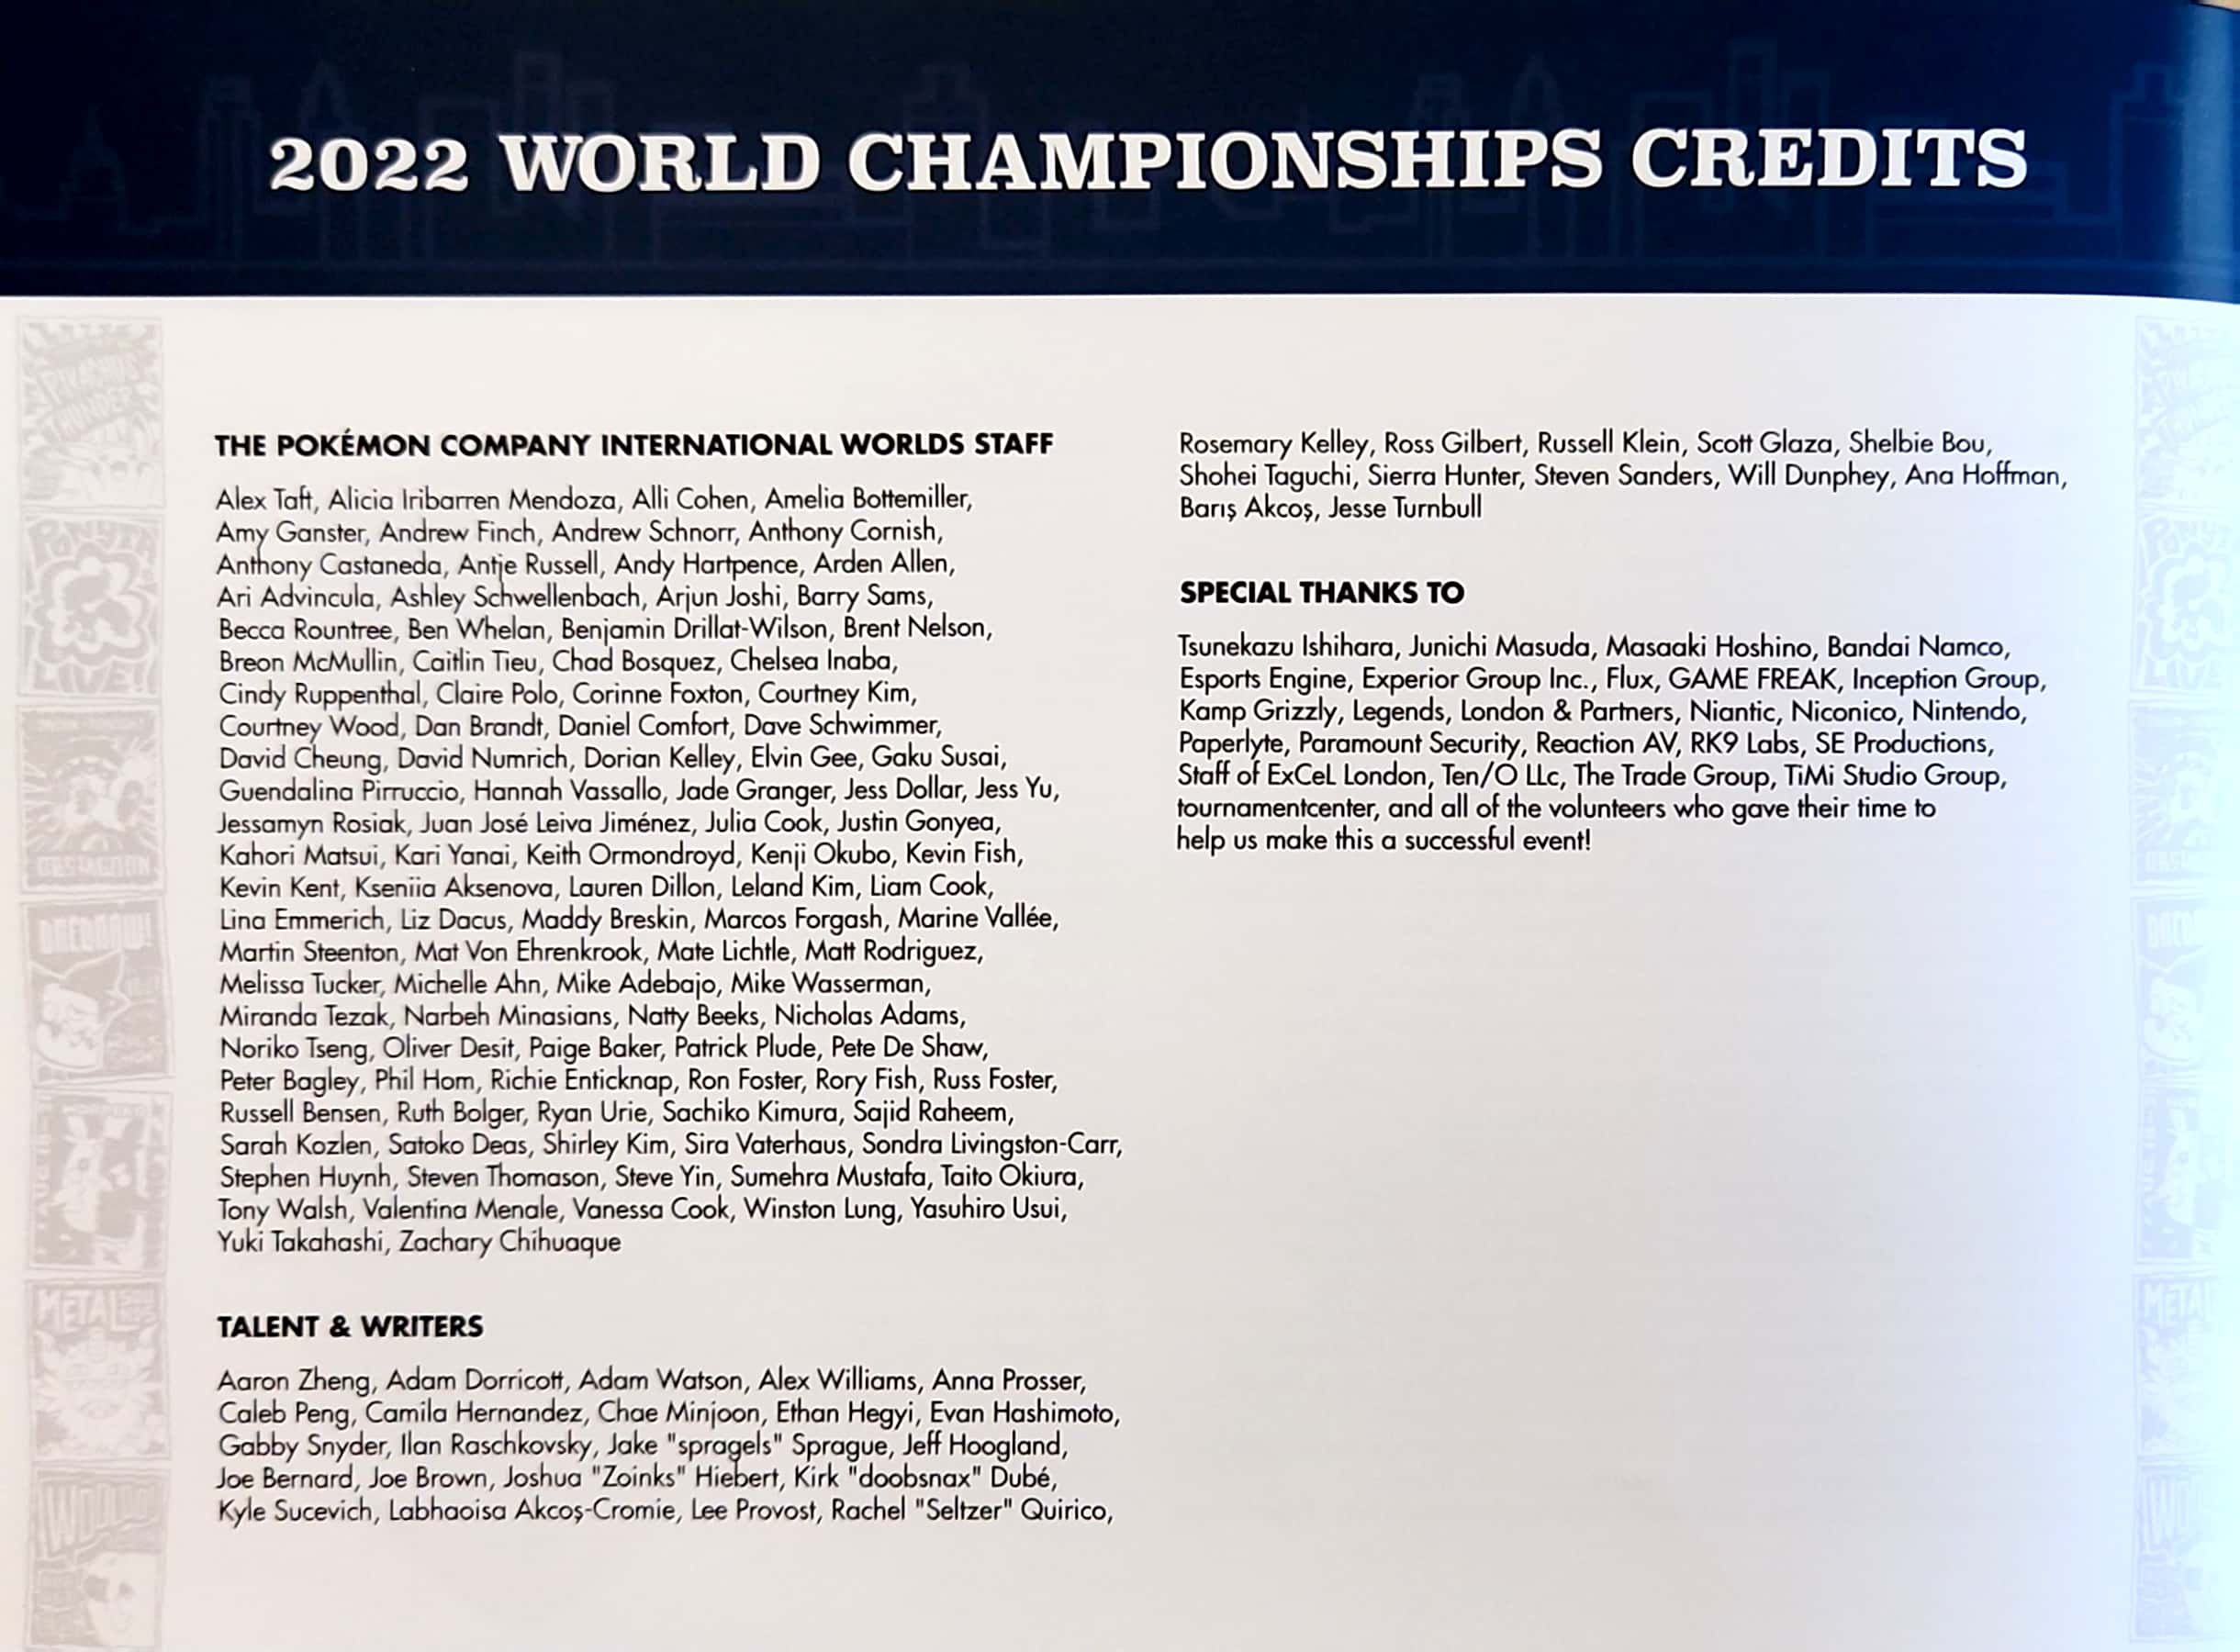 2022 WORLD CHAMPIONSHIPS CREDITS
THE POKÉMON COMPANY INTERNATIONAL WORLDS STAFF
Alex Taft, Alicia Iribarren Mendoza, Alli Cohen, Amelia Bottemiller,
Amy Ganster, Andrew Finch, Andrew Schnorr, Anthony Cornish,
Anthony Castaneda, Antje Russell, Andy Hartpence, Arden Allen,
Ari Advincula, Ashley Schwellenbach, Arjun Joshi, Barry Sams,
Becca Rountree, Ben Whelan, Benjamin Drillat-Wilson, Brent Nelson,
Breon McMullin, Caitlin Tieu, Chad Bosquez, Chelsea Inaba,
Cindy Ruppenthal, Claire Polo, Corinne Foxton, Courtney Kim,
Courtney Wood, Dan Brandt, Daniel Comfort, Dave Schwimmer,
David Cheung, David Numrich, Dorian Kelley, Elvin Gee, Gaku Susai,
Guendalina Pirruccio, Hannah Vassallo, Jade Granger, Jess Dollar, Jess Yu,
Jessamyn Rosiak, Juan José Leiva Jiménez, Julia Cook, Justin Gonyea,
Kahori Matsui, Kari Yanai, Keith Ormondroyd, Kenji Okubo, Kevin Fish,
Kevin Kent, Kseniia Aksenova, Lauren Dillon, Leland Kim, Liam Cook,
Lina Emmerich, Liz Dacus, Maddy Breskin, Marcos Forgash, Marine Vallée,
Martin Steenton, Mat Von Ehrenkrook, Mate Lichtle, Matt Rodriguez,
Melissa Tucker, Michelle Ahn, Mike Adebajo, Mike Wasserman,
Miranda Tezak, Narbeh Minasians, Natty Beeks, Nicholas Adams,
Noriko Tseng, Oliver Desit, Paige Baker, Patrick Plude, Pete De Shaw,
Peter Bagley, Phil Hom, Richie Enticknap, Ron Foster, Rory Fish, Russ Foster,
Russell Bensen, Ruth Bolger, Ryan Urie, Sachiko Kimura, Sajid Raheem,
Sarah Kozlen, Satoko Deas, Shirley Kim, Sira Vaterhaus, Sondra Livingston-Carr,
Stephen Huynh, Steven Thomason, Steve Yin, Sumehra Mustafa, Taito Okiura,
Tony Walsh, Valentina Menale, Vanessa Cook, Winston Lung, Yasuhiro Usui,
Yuki Takahashi, Zachary Chihuaque
TALENT & WRITERS
Aaron Zheng, Adam Dorricott, Adam Watson, Alex Williams, Anna Prosser,
Caleb Peng, Camila Hernandez, Chae Minjoon, Ethan Hegyi, Evan Hashimoto,
Gabby Snyder, Ilan Raschkovsky, Jake "spragels" Sprague, Jeff Hoogland,
Joe Bernard, Joe Brown, Joshua "Zoinks" Hiebert, Kirk "doobsnax" Dubé,
Kyle Sucevich, Labhaoisa Akcoş-Cromie, Lee Provost, Rachel "Seltzer" Quirico,
Rosemary Kelley, Ross Gilbert, Russell Klein, Scott Glaza, Shelbie Bou,
Shohei Taguchi, Sierra Hunter, Steven Sanders, Will Dunphey, Ana Hoffman,
Barış Akcoş, Jesse Turnbull
SPECIAL THANKS TO
Tsunekazu Ishihara, Junichi Masuda, Masaaki Hoshino, Bandai Namco,
Esports Engine, Experior Group Inc., Flux, GAME FREAK, Inception Group,
Kamp Grizzly, Legends, London & Partners, Niantic, Niconico, Nintendo,
Paperlyte, Paramount Security, Reaction AV, RK9 Labs, SE Productions,
Staff of ExCeL London, Ten/O LLc, The Trade Group, TiMi Studio Group,
tournamentcenter, and all of the volunteers who gave their time to
help us make this a successful event!
PONYTA
LIVE!
METAL